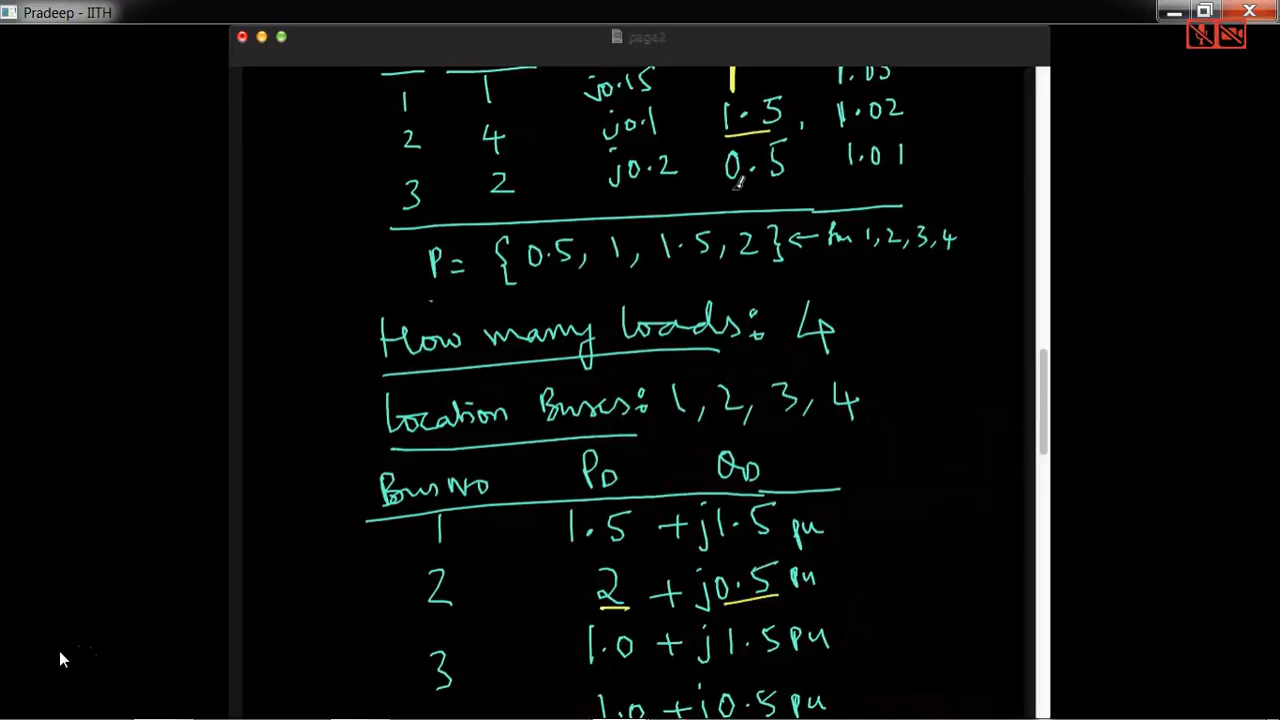 Pradeep - IITH
page2
1 1 j0.15 1 1.05
2 4 j0.1 1.5, 1.02
3 2 j0.2 0.5 1.01
P = {0.5, 1, 1.5, 2} ← for 1, 2, 3, 4
How many loads: 4
Location Buses: 1, 2, 3, 4
Bus No PD QD
1 1.5 + j1.5 pu
2 2 + j0.5 pu
3 1.0 + j1.5 pu
1.0 + j0.5 pu